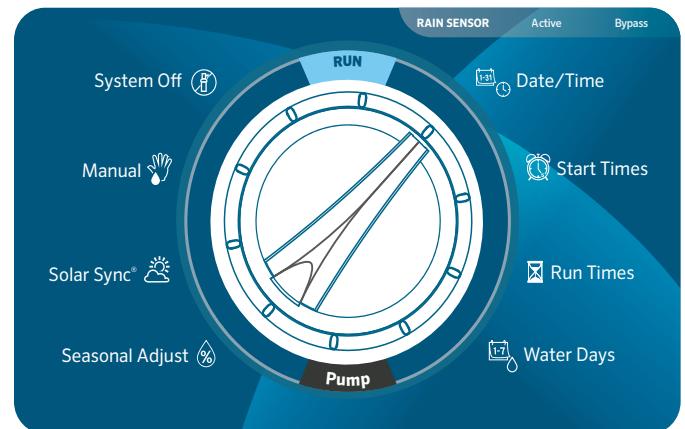 RAIN SENSOR Active Bypass
RUN
System Off
1-31 Date/Time
Manual
Start Times
Solar Sync®
Run Times
Seasonal Adjust %
1-7 Water Days
Pump